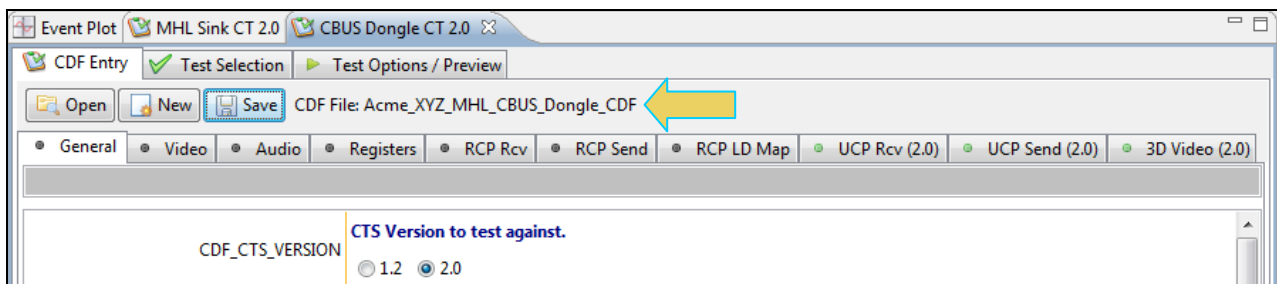 Event Plot MHL Sink CT 2.0 CBUS Dongle CT 2.0
CDF Entry Test Selection Test Options / Preview
Open New Save CDF File: Acme_XYZ_MHL_CBUS_Dongle_CDF
General Video Audio Registers RCP Rcv RCP Send RCP LD Map UCP Rcv (2.0) UCP Send (2.0) 3D Video (2.0)
CTS Version to test against.
CDF_CTS_VERSION
1.2 2.0